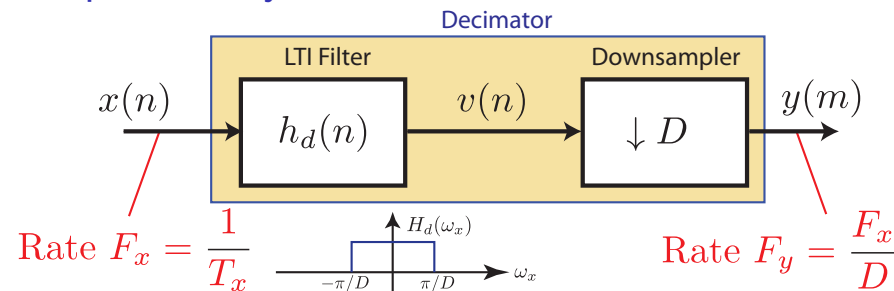 Decimator
LTI Filter
Downsampler
x(n)
h_d(n)
v(n)
↓ D
y(m)
Rate F_x = 1/T_x
H_d(ω_x)
−π/D
π/D
ω_x
Rate F_y = F_x/D